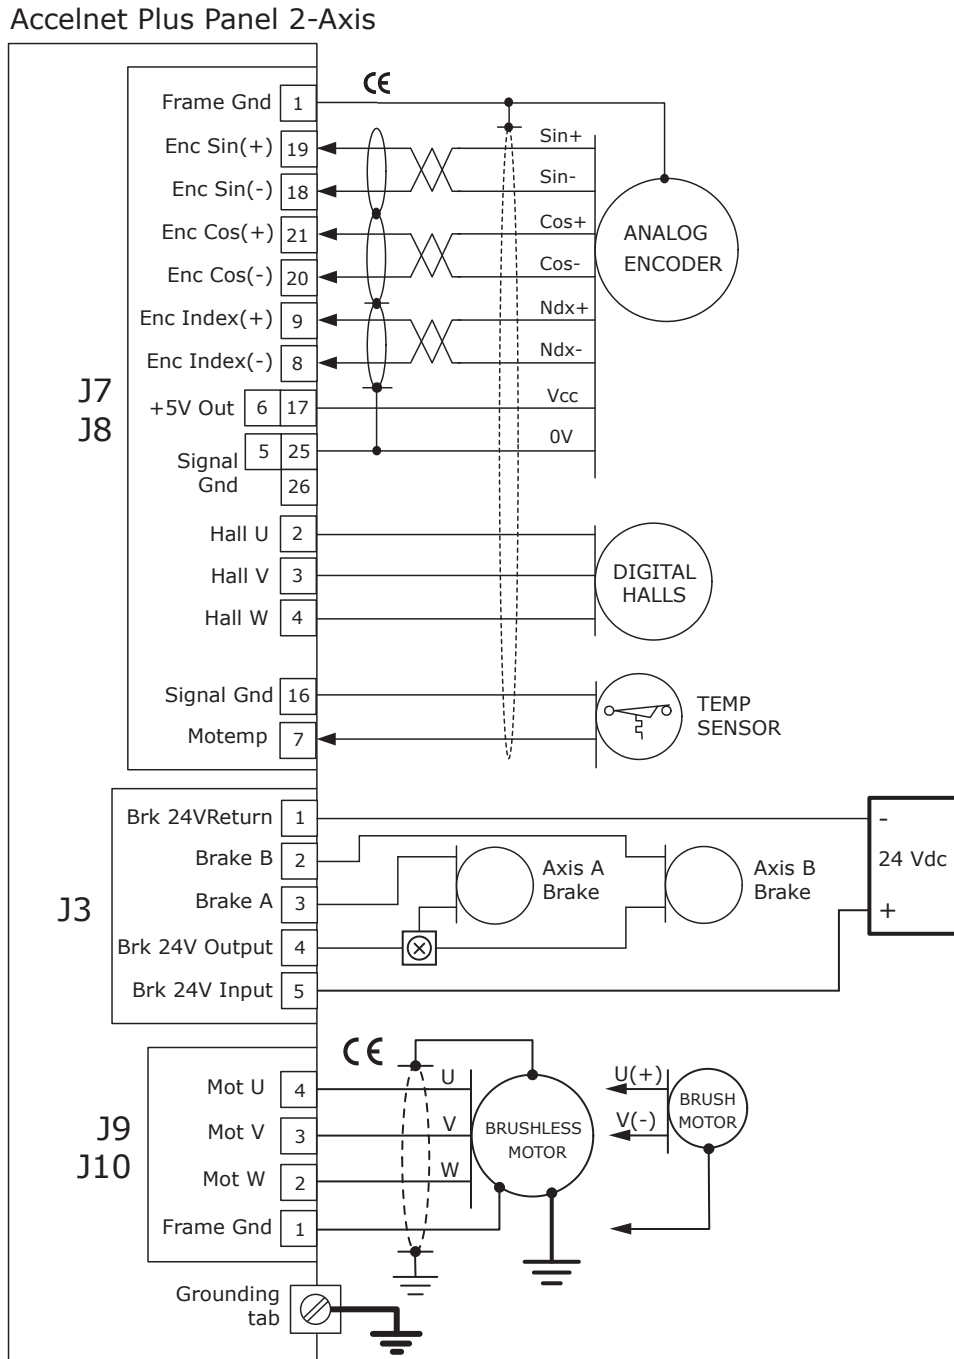 Accelnet Plus Panel 2-Axis
CE
Frame Gnd 1
Enc Sin(+) 19 Sin+
Enc Sin(-) 18 Sin-
Enc Cos(+) 21 Cos+
Enc Cos(-) 20 Cos-
Enc Index(+) 9 Ndx+
Enc Index(-) 8 Ndx-
ANALOG
ENCODER
J7
J8
+5V Out 6 17 Vcc
Signal
Gnd
5 25 0V
26
Hall U 2
Hall V 3
Hall W 4
DIGITAL
HALLS
Signal Gnd 16
Motemp 7
TEMP
SENSOR
J3
Brk 24VReturn 1
Brake B 2
Brake A 3
Brk 24V Output 4
Brk 24V Input 5
Axis A
Brake
Axis B
Brake
-
24 Vdc
+
CE
J9
J10
Mot U 4 U
Mot V 3 V
Mot W 2 W
Frame Gnd 1
BRUSHLESS
MOTOR
U(+)
V(-)
BRUSH
MOTOR
Grounding
tab